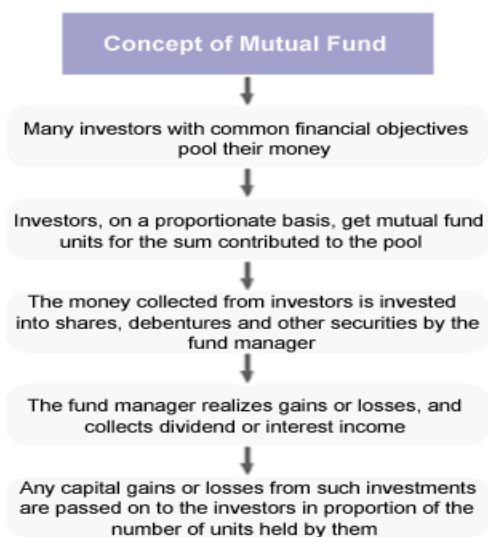 Concept of Mutual Fund
Many investors with common financial objectives
pool their money
Investors, on a proportionate basis, get mutual fund
units for the sum contributed to the pool
The money collected from investors is invested
into shares, debentures and other securities by the
fund manager
The fund manager realizes gains or losses, and
collects dividend or interest income
Any capital gains or losses from such investments
are passed on to the investors in proportion of the
number of units held by them